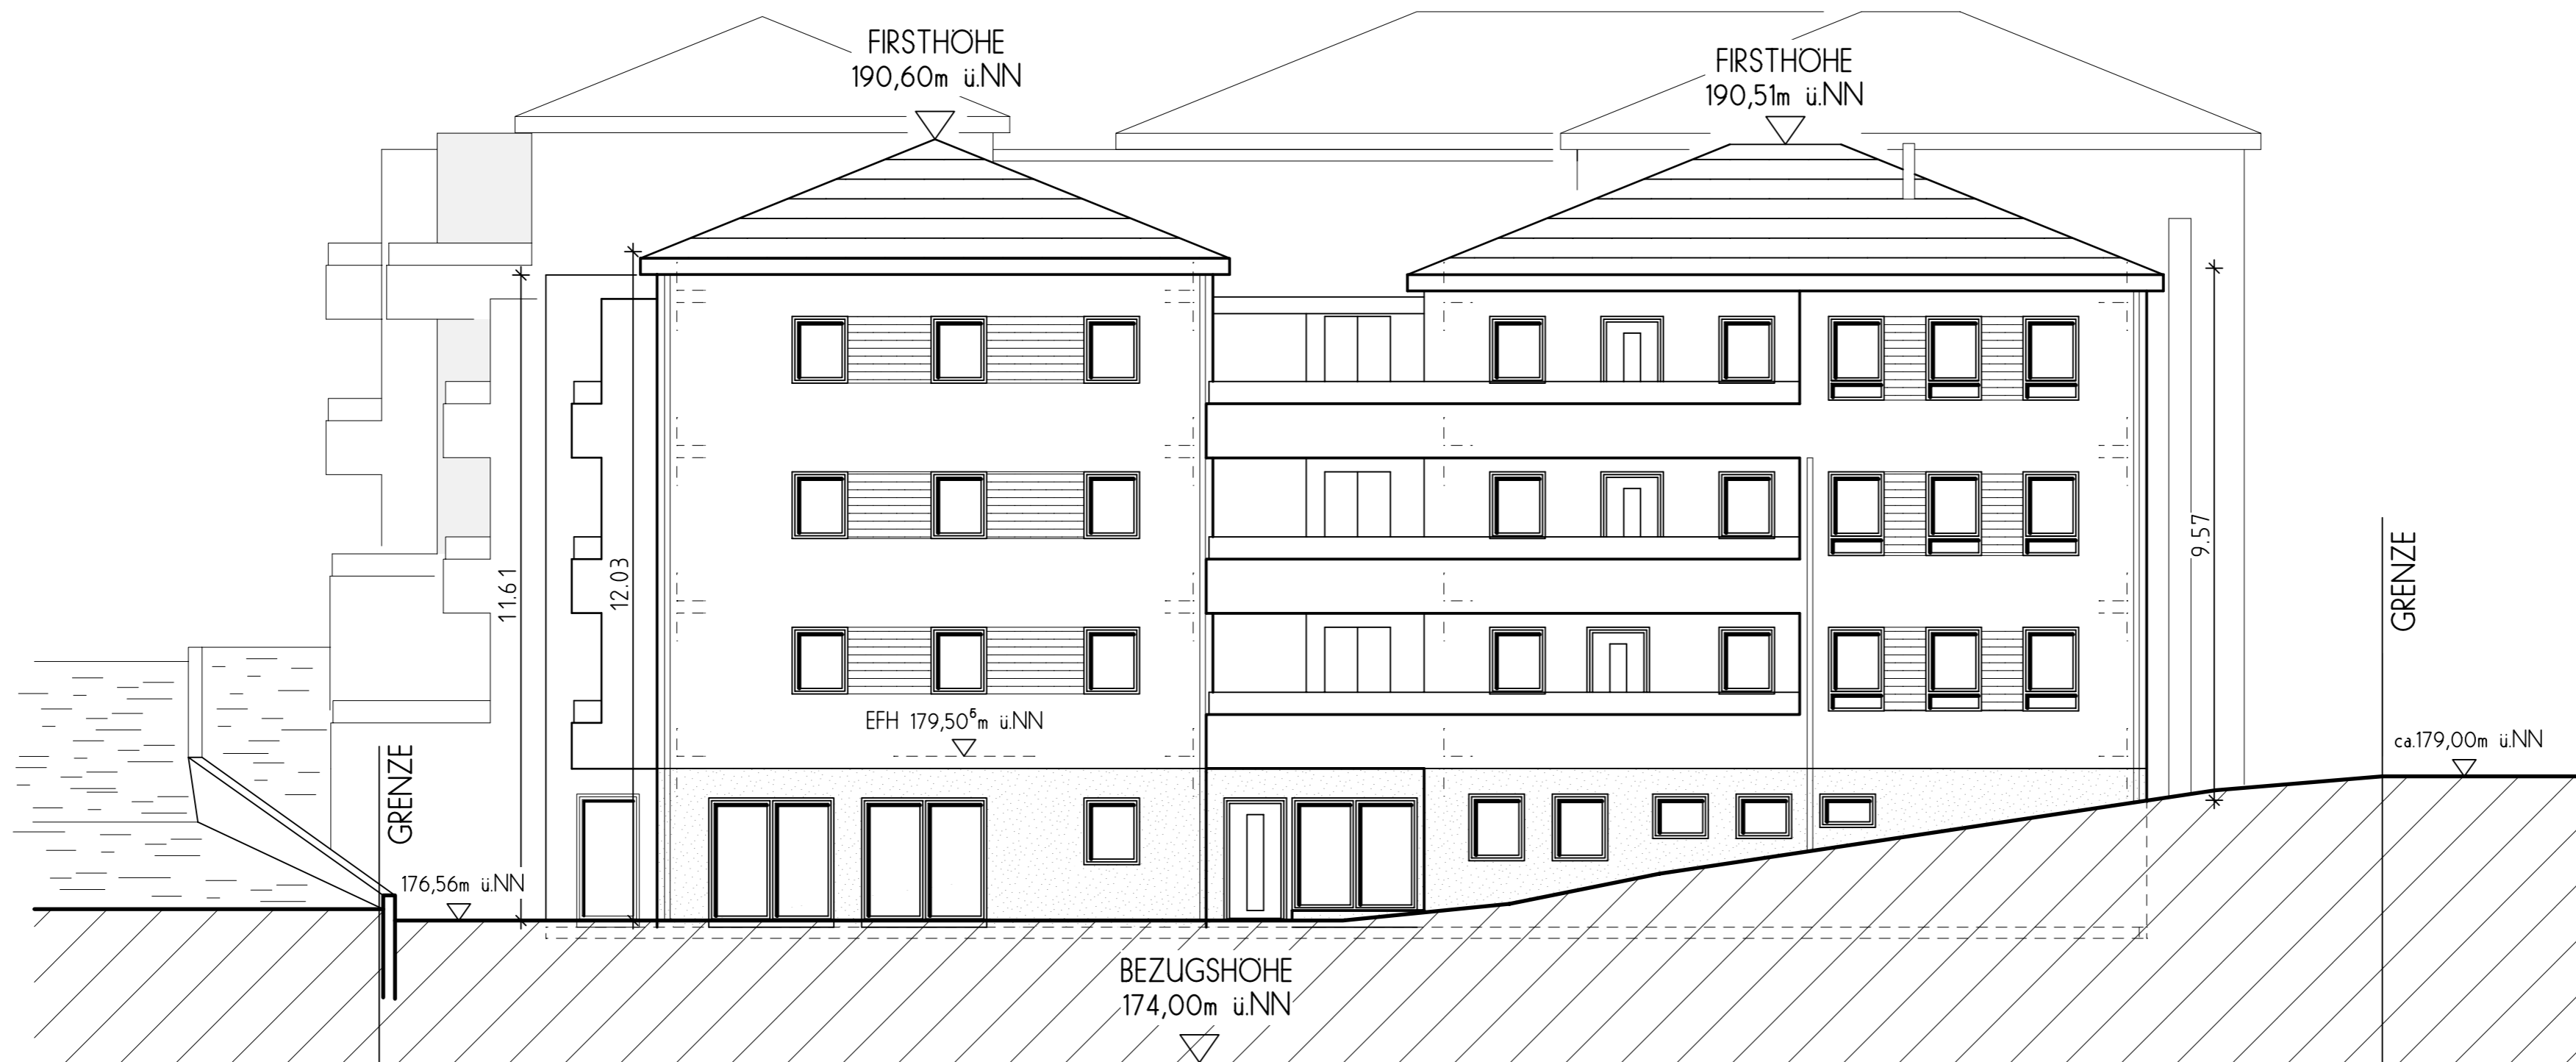 FIRSTHÖHE
190,60m ü.NN
FIRSTHÖHE
190,51m ü.NN
11.61
12.03
9.57
GRENZE
EFH 179,50⁵m ü.NN
ca.179,00m ü.NN
GRENZE
176,56m ü.NN
BEZUGSHÖHE
174,00m ü.NN